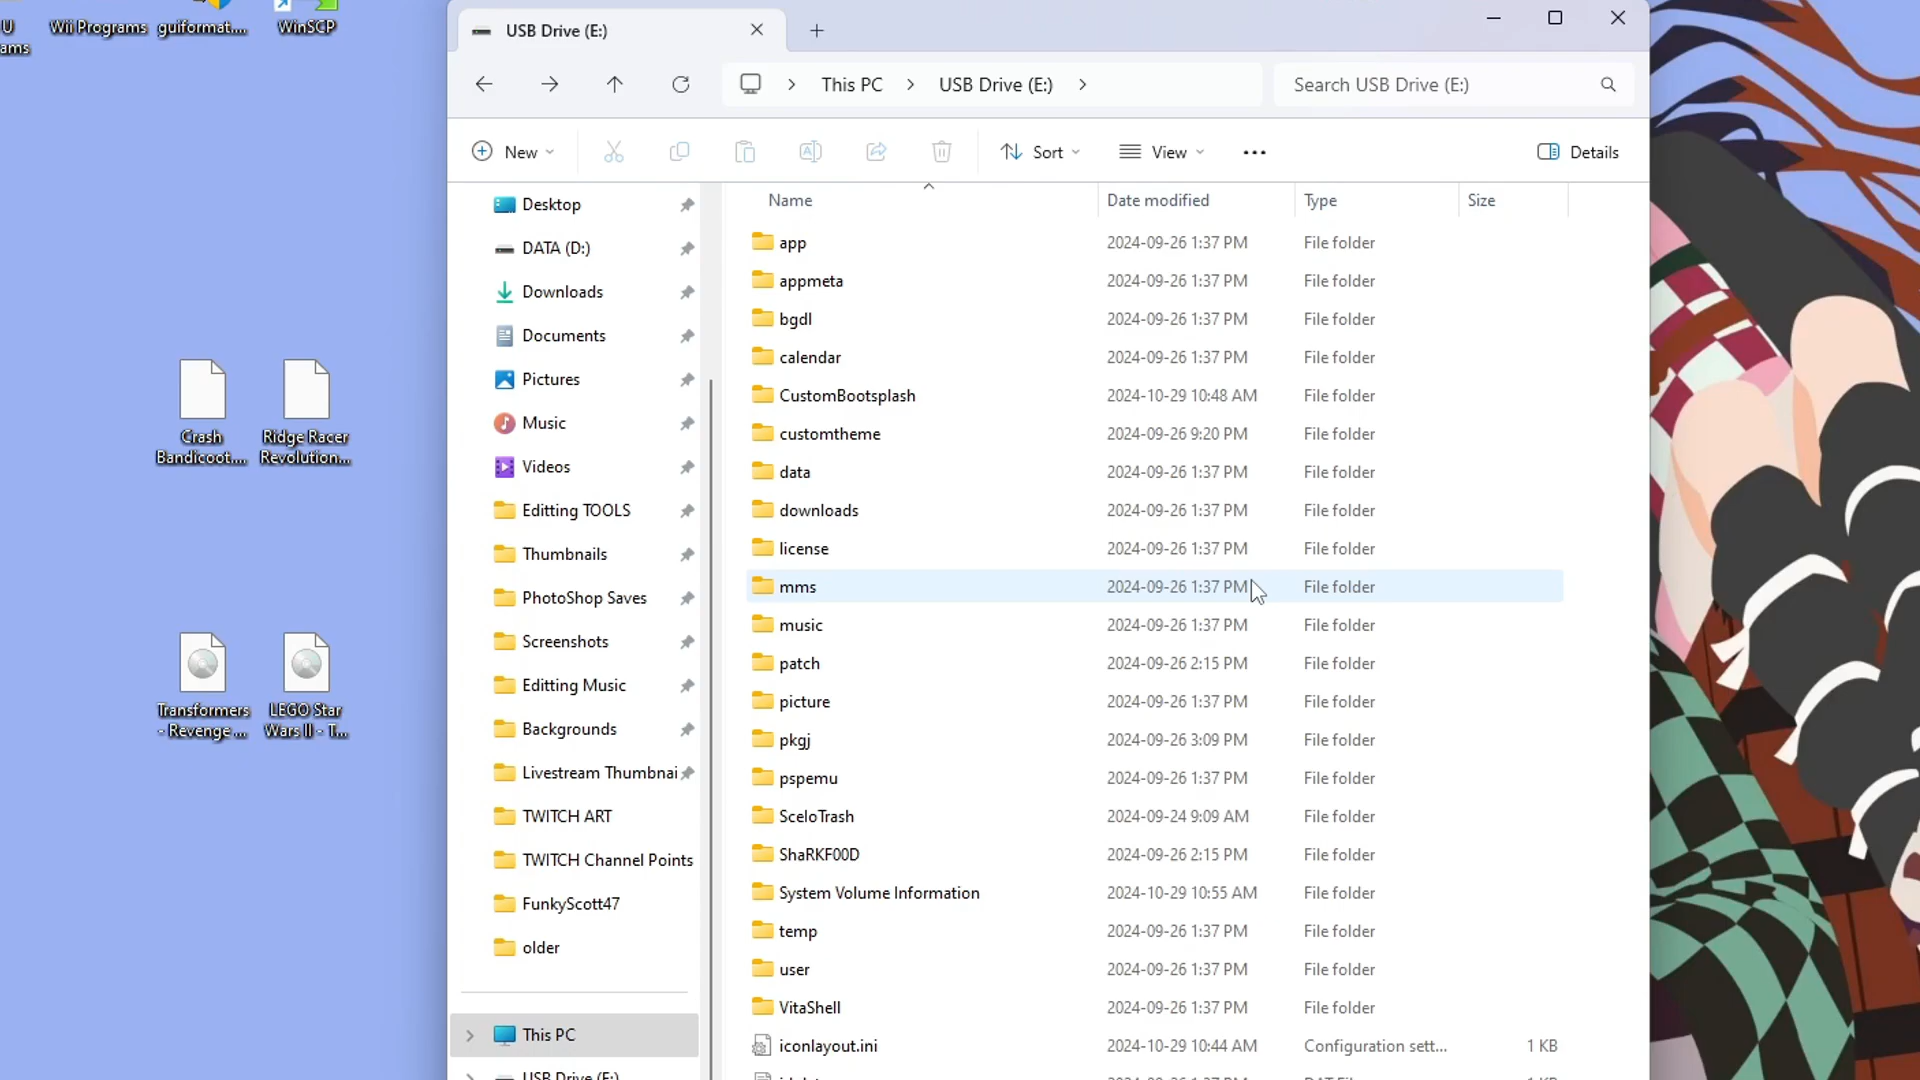 U
ams
Wii Programs
guiformat....
WinSCP
Crash
Bandicoot....
Ridge Racer
Revolution...
Transformers
- Revenge ...
LEGO Star
Wars II - T...
USB Drive (E:)
This PC
USB Drive (E:)
Search USB Drive (E:)
New
Sort
View
Details
Desktop
DATA (D:)
Downloads
Documents
Pictures
Music
Videos
Editting TOOLS
Thumbnails
PhotoShop Saves
Screenshots
Editting Music
Backgrounds
Livestream Thumbnai
TWITCH ART
TWITCH Channel Points
FunkyScott47
older
This PC
USB Drive (E:)
Name Date modified Type Size
app 2024-09-26 1:37 PM File folder
appmeta 2024-09-26 1:37 PM File folder
bgdl 2024-09-26 1:37 PM File folder
calendar 2024-09-26 1:37 PM File folder
CustomBootsplash 2024-10-29 10:48 AM File folder
customtheme 2024-09-26 9:20 PM File folder
data 2024-09-26 1:37 PM File folder
downloads 2024-09-26 1:37 PM File folder
license 2024-09-26 1:37 PM File folder
mms 2024-09-26 1:37 PM File folder
music 2024-09-26 1:37 PM File folder
patch 2024-09-26 2:15 PM File folder
picture 2024-09-26 1:37 PM File folder
pkgj 2024-09-26 3:09 PM File folder
pspemu 2024-09-26 1:37 PM File folder
SceIoTrash 2024-09-24 9:09 AM File folder
ShaRKF00D 2024-09-26 2:15 PM File folder
System Volume Information 2024-10-29 10:55 AM File folder
temp 2024-09-26 1:37 PM File folder
user 2024-09-26 1:37 PM File folder
VitaShell 2024-09-26 1:37 PM File folder
iconlayout.ini 2024-10-29 10:44 AM Configuration sett... 1 KB